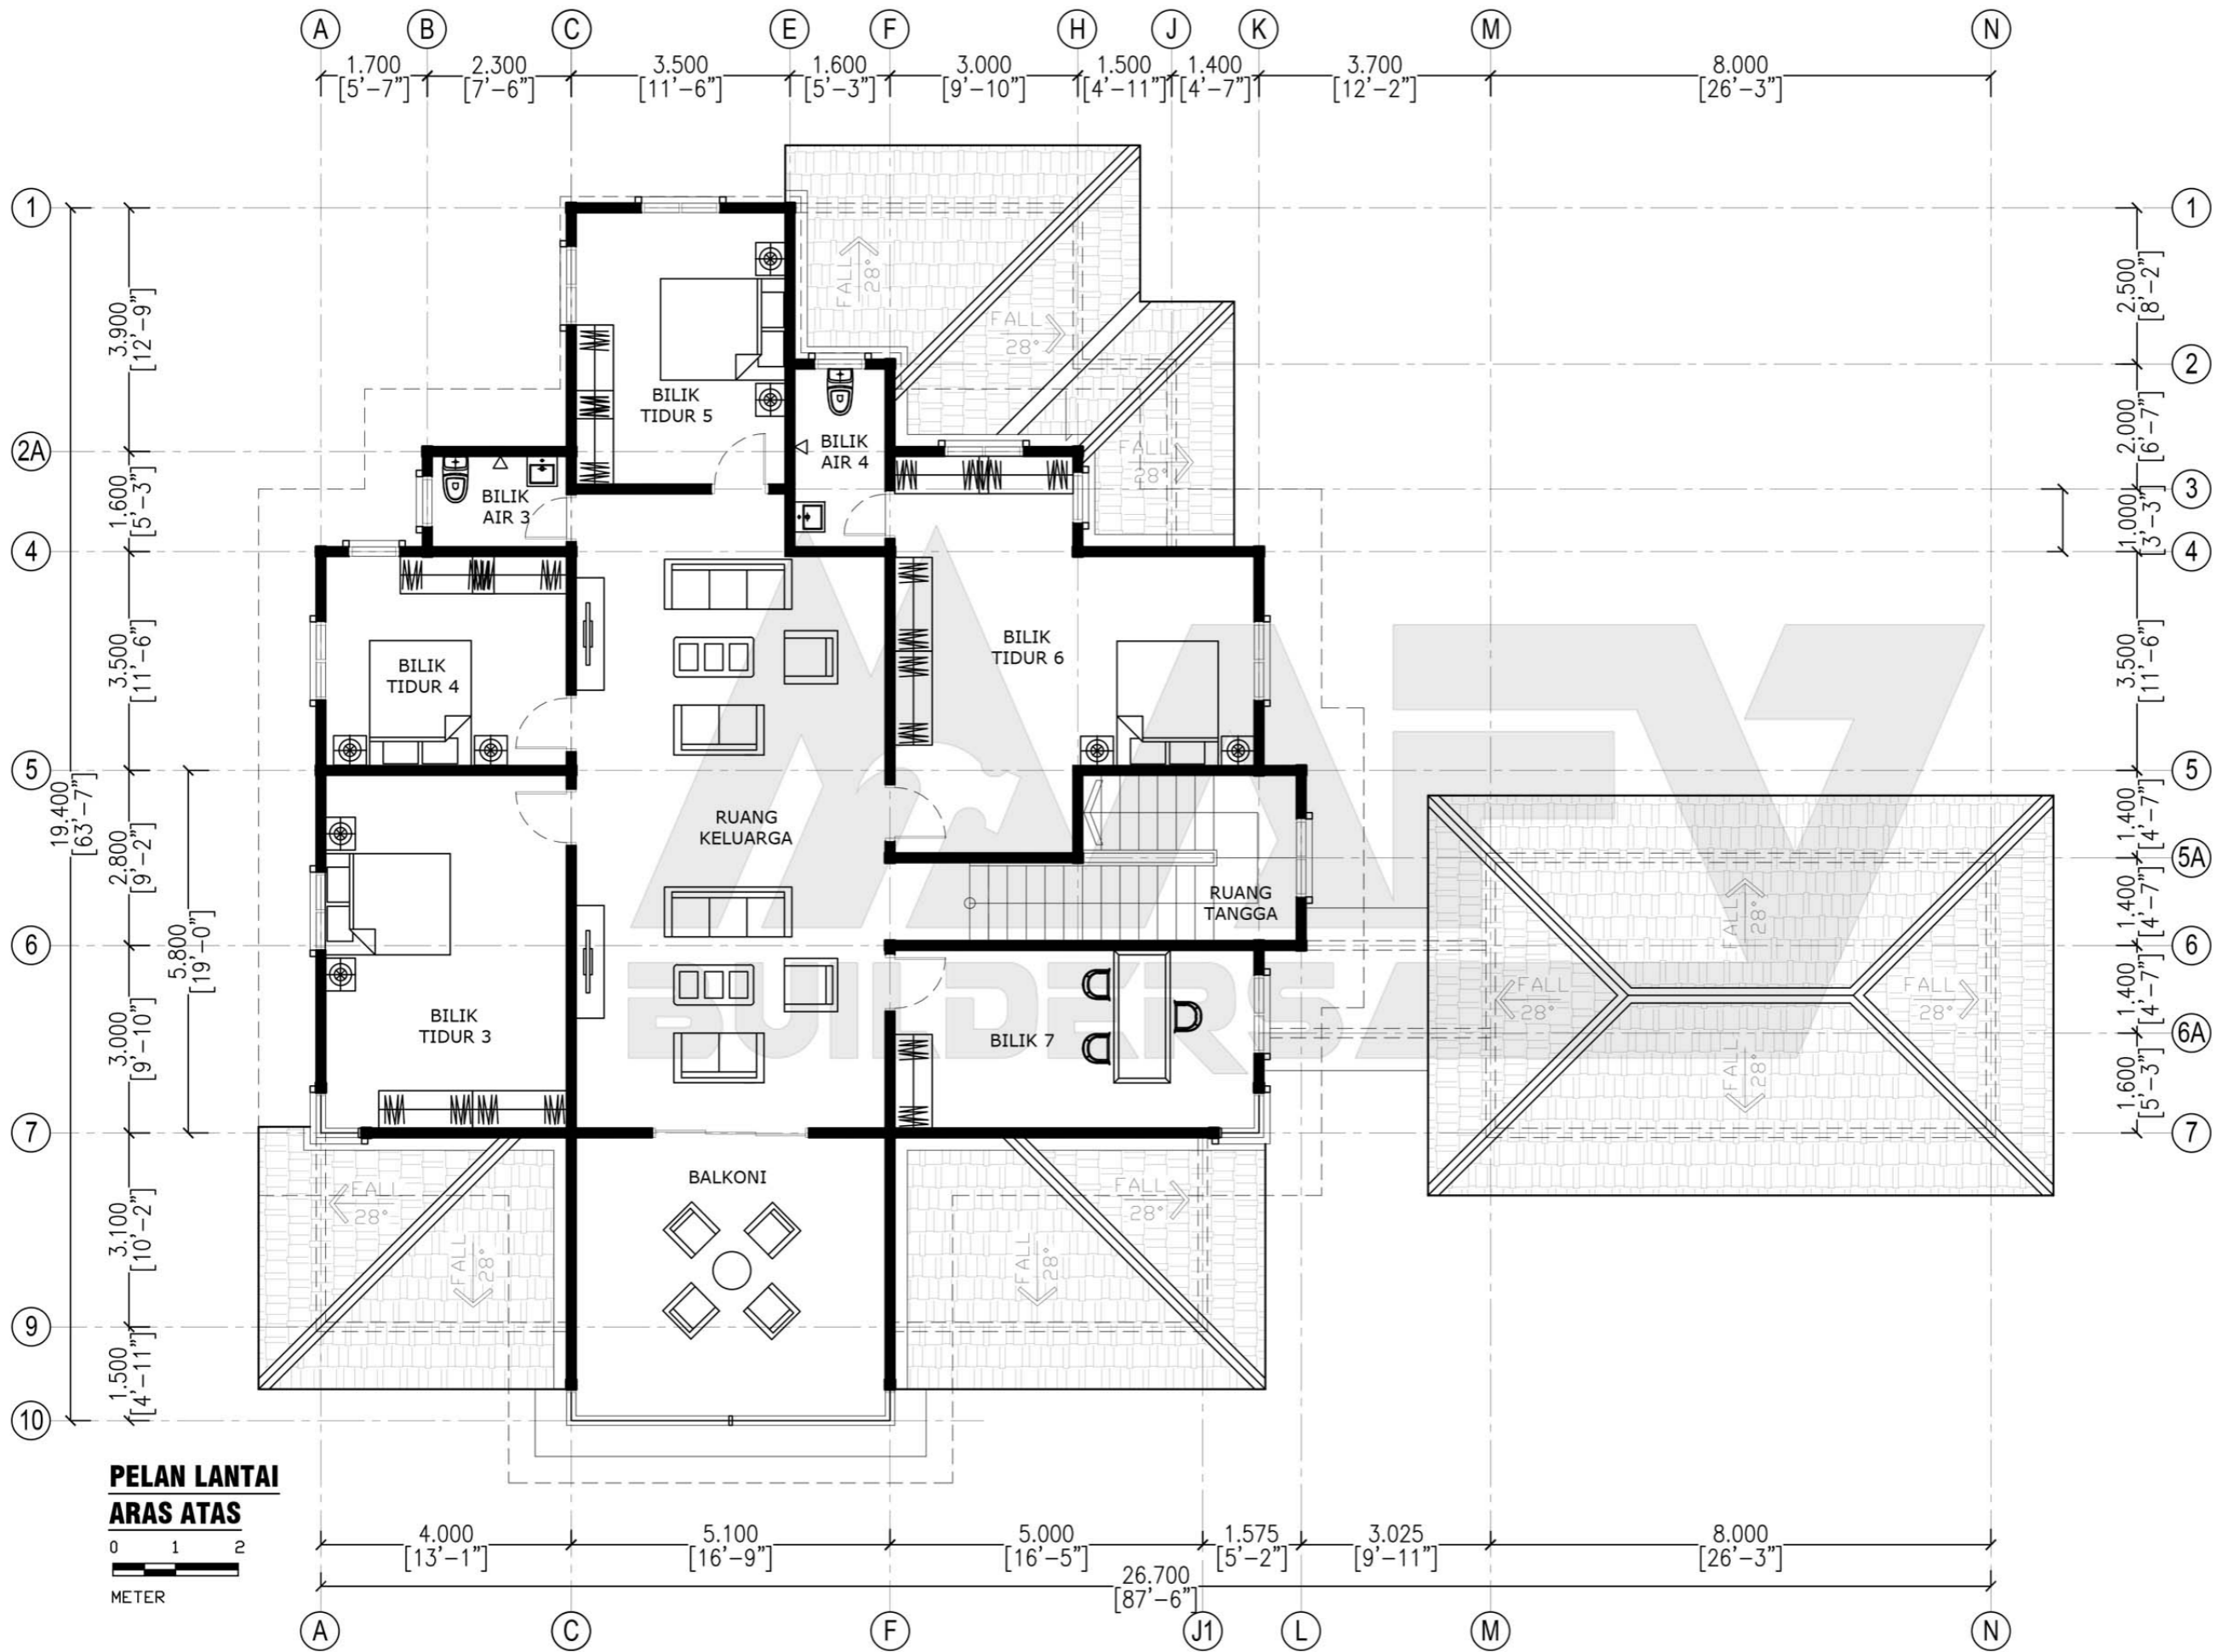 A B C E F H J K M N
1.700 2.300 3.500 1.600 3.000 1.500 1.400 3.700 8.000
[5'-7"] [7'-6"] [11'-6"] [5'-3"] [9'-10"] [4'-11"] [4'-7"] [12'-2"] [26'-3"]
1
2A
4
5
6
7
9
10
3.900
[12'-9"]
1.600
[5'-3"]
3.500
[11'-6"]
2.800
[9'-2"]
3.000
[9'-10"]
3.100
[10'-2"]
1.500
[4'-11"]
19.400
[63'-7"]
5.800
[19'-0"]
FALL
28°
FALL
28°
FALL
28°
BILIK
TIDUR 5
BILIK
AIR 4
BILIK
AIR 3
BILIK
TIDUR 4
BILIK
TIDUR 6
RUANG
KELUARGA
RUANG
TANGGA
BILIK
TIDUR 3
BILIK 7
BALKONI
FALL
28°
FALL
28°
FALL
28°
FALL
28°
FALL
28°
FALL
28°
FALL
28°
FALL
28°
1
2
3
4
5
5A
6
6A
7
2.500
[8'-2"]
2.000
[6'-7"]
1.000
[3'-3"]
3.500
[11'-6"]
1.400
[4'-7"]
1.400
[4'-7"]
1.400
[4'-7"]
1.600
[5'-3"]
PELAN LANTAI
ARAS ATAS
0 1 2
METER
4.000 5.100 5.000 1.575 3.025 8.000
[13'-1"] [16'-9"] [16'-5"] [5'-2"] [9'-11"] [26'-3"]
26.700
[87'-6"]
A C F J1 L M N